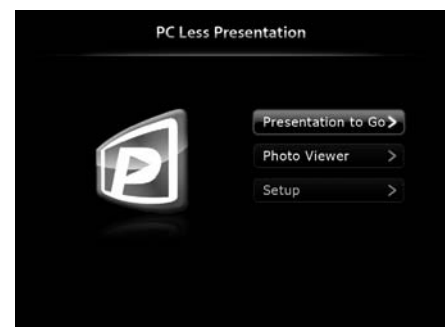 PC Less Presentation
Presentation to Go >
Photo Viewer >
Setup >